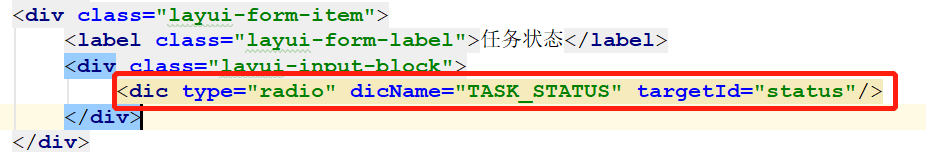 <div class="layui-form-item">
<label class="layui-form-label">任务状态</label>
<div class="layui-input-block">
<dic type="radio" dicName="TASK_STATUS" targetId="status"/>
</div>
</div>